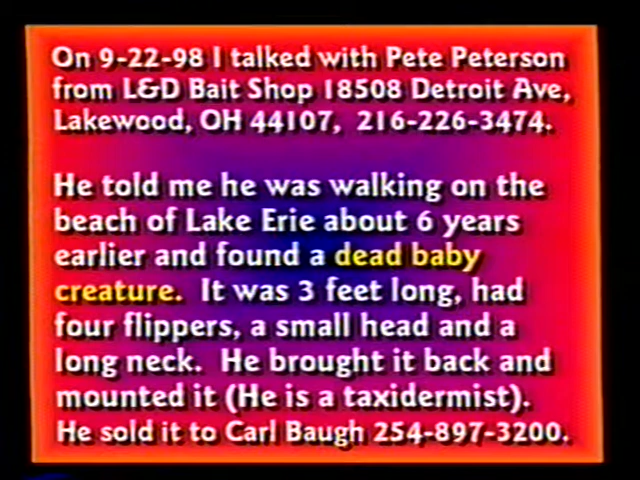 On 9-22-98 I talked with Pete Peterson
from L&D Bait Shop 18508 Detroit Ave,
Lakewood, OH 44107, 216-226-3474.
He told me he was walking on the
beach of Lake Erie about 6 years
earlier and found a dead baby
creature. It was 3 feet long, had
four flippers, a small head and a
long neck. He brought it back and
mounted it (He is a taxidermist).
He sold it to Carl Baugh 254-897-3200.